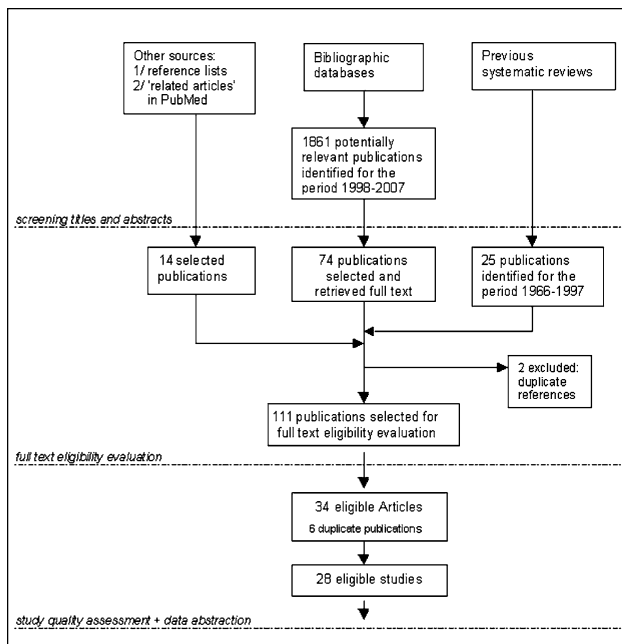 Other sources:
1/ reference lists
2/ 'related articles'
in PubMed
Bibliographic
databases
Previous
systematic reviews
1861 potentially
relevant publications
identified for the
period 1998-2007
screening titles and abstracts
14 selected
publications
74 publications
selected and
retrieved full text
25 publications
identified for the
period 1966-1997
2 excluded:
duplicate
references
111 publications selected for
full text eligibility evaluation
full text eligibility evaluation
34 eligible Articles
6 duplicate publications
28 eligible studies
study quality assessment + data abstraction